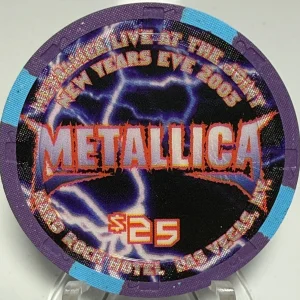 METALLICA LIVE AT THE JOINT
NEW YEARS EVE 2003
METALLICA
$25
HARD ROCK HOTEL, LAS VEGAS, NV